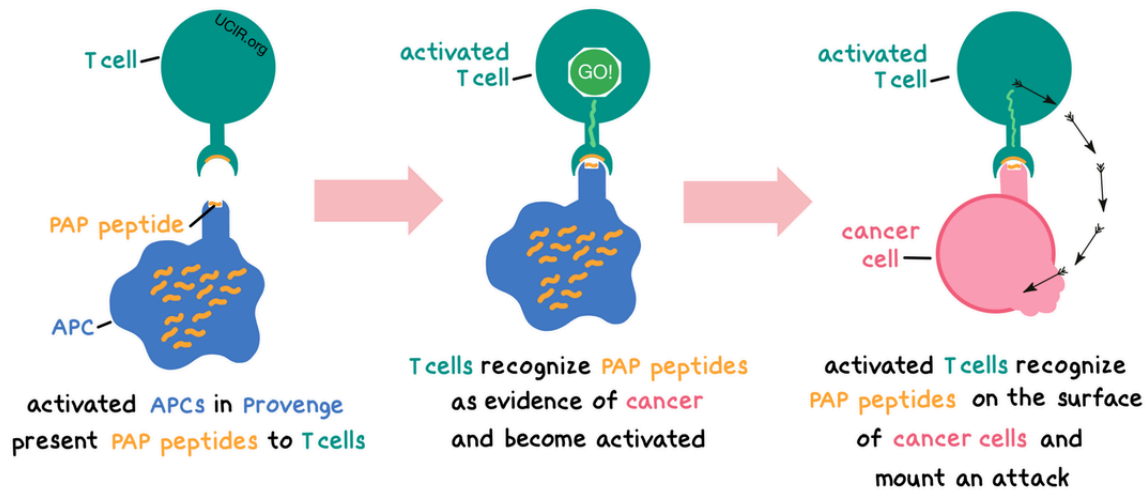 UCIR.org
T cell
PAP peptide
APC
activated APCs in Provenge
present PAP peptides to T cells
activated
T cell
GO!
T cells recognize PAP peptides
as evidence of cancer
and become activated
activated
T cell
cancer
cell
activated T cells recognize
PAP peptides on the surface
of cancer cells and
mount an attack